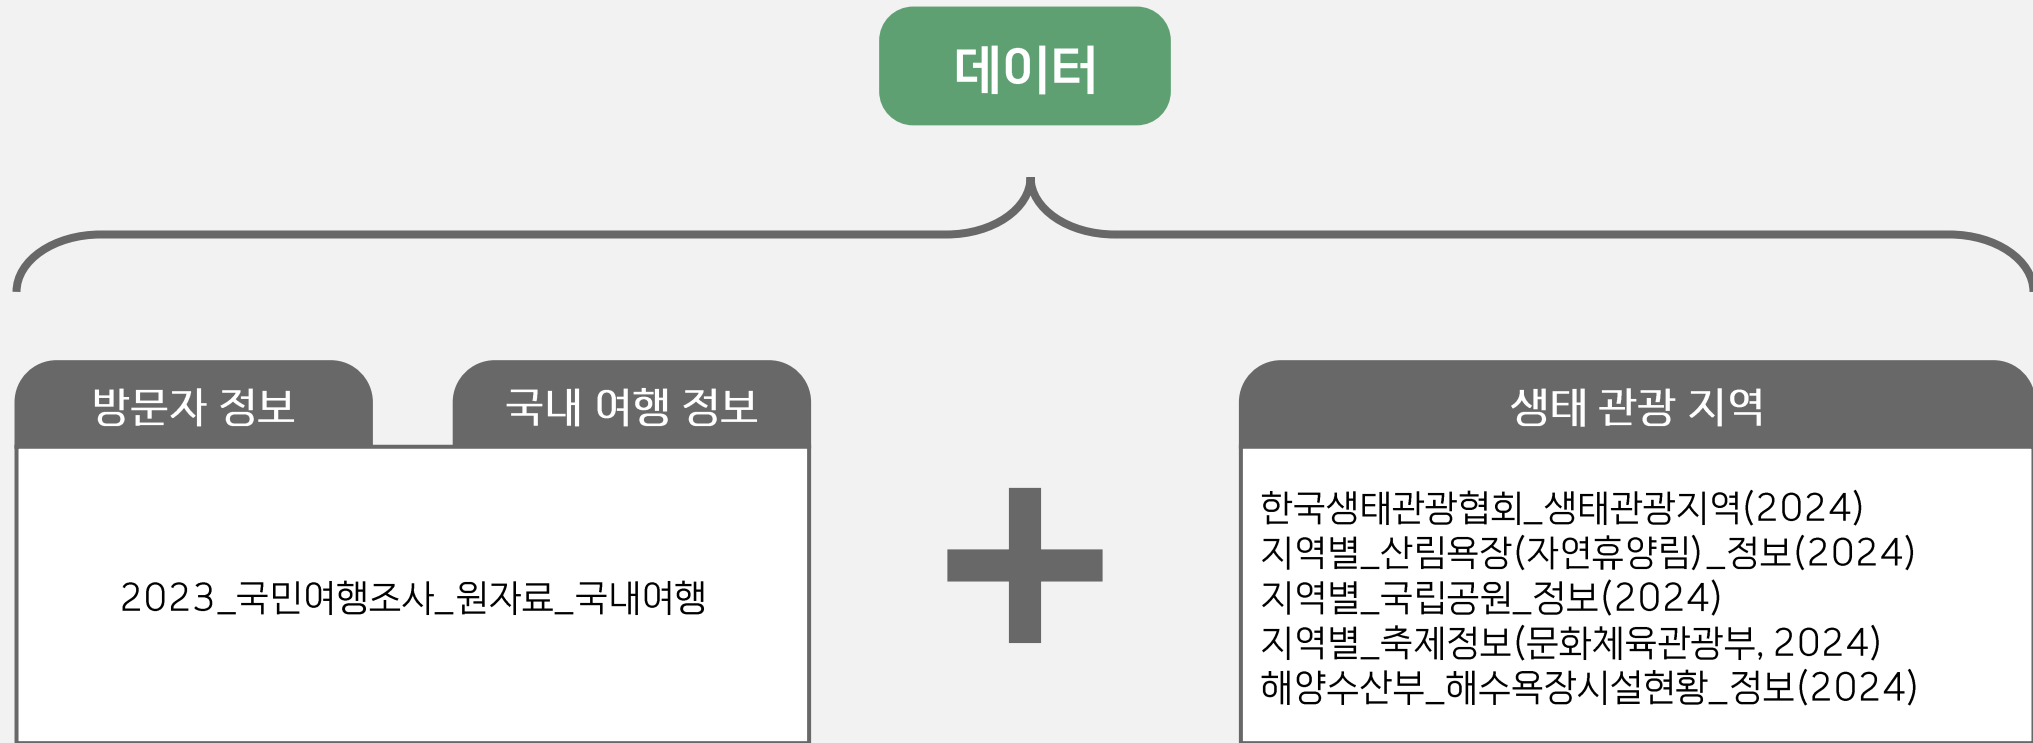 데이터
방문자 정보
국내 여행 정보
2023_국민여행조사_원자료_국내여행
생태 관광 지역
한국생태관광협회_생태관광지역(2024)
지역별_산림욕장(자연휴양림)_정보(2024)
지역별_국립공원_정보(2024)
지역별_축제정보(문화체육관광부, 2024)
해양수산부_해수욕장시설현황_정보(2024)